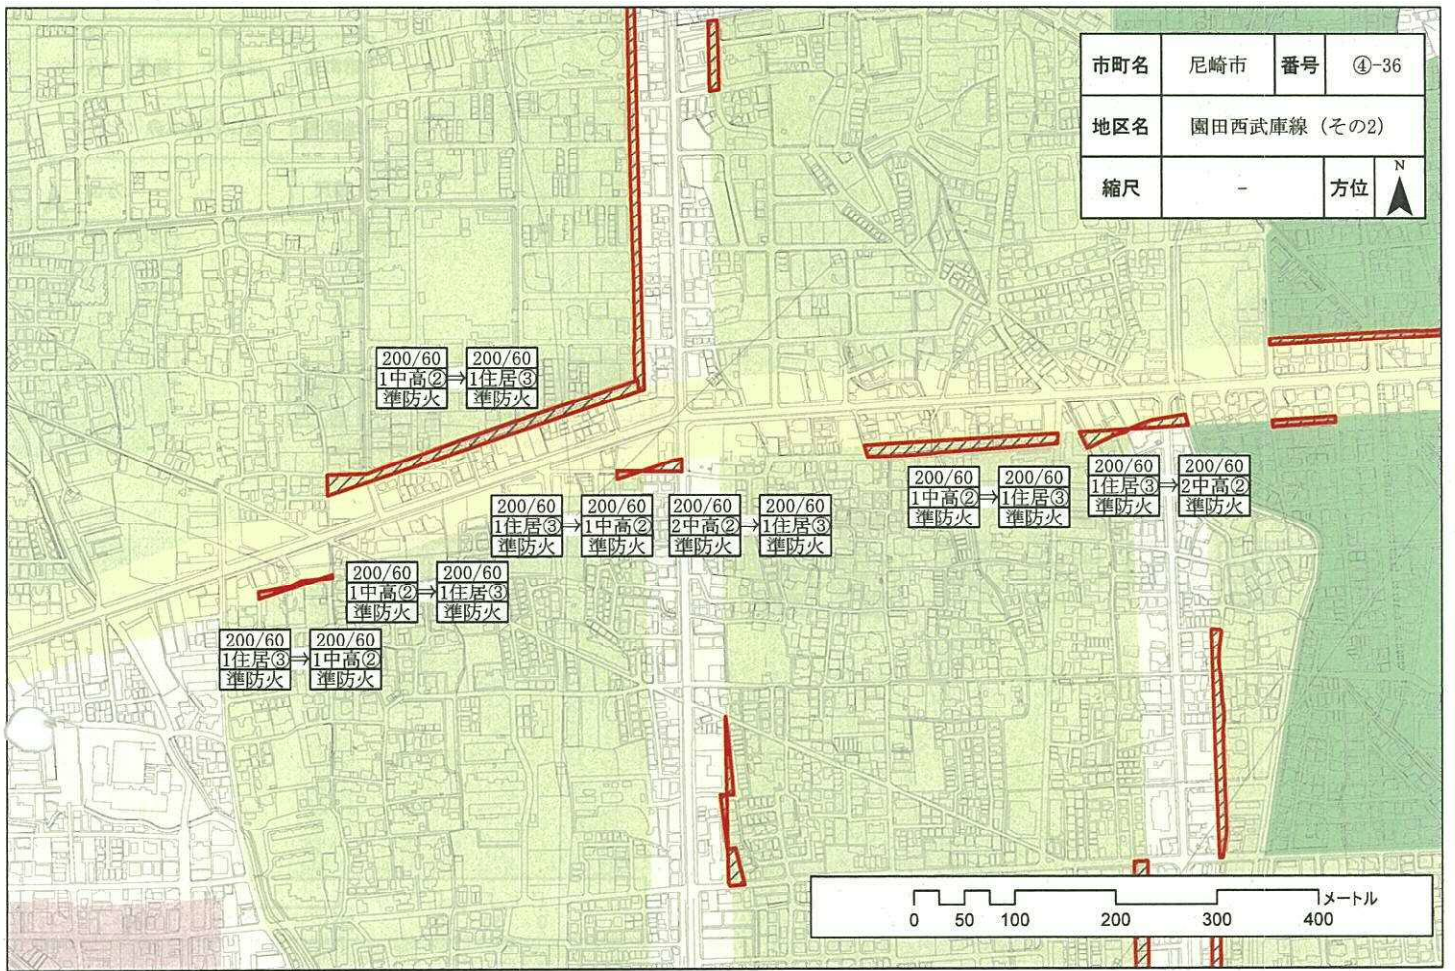 市町名 尼崎市 番号 ④-36
地区名 園田西武庫線（その2）
縮尺 - 方位 N
200/60 200/60
1中高②→1住居③
準防火 準防火
200/60 200/60
1住居③→1中高②
準防火 準防火
200/60 200/60
2中高②→1住居③
準防火 準防火
200/60 200/60
1中高②→1住居③
準防火 準防火
200/60 200/60
1住居③→2中高②
準防火 準防火
200/60 200/60
1中高②→1住居③
準防火 準防火
200/60 200/60
1住居③→1中高②
準防火 準防火
メートル
0 50 100 200 300 400